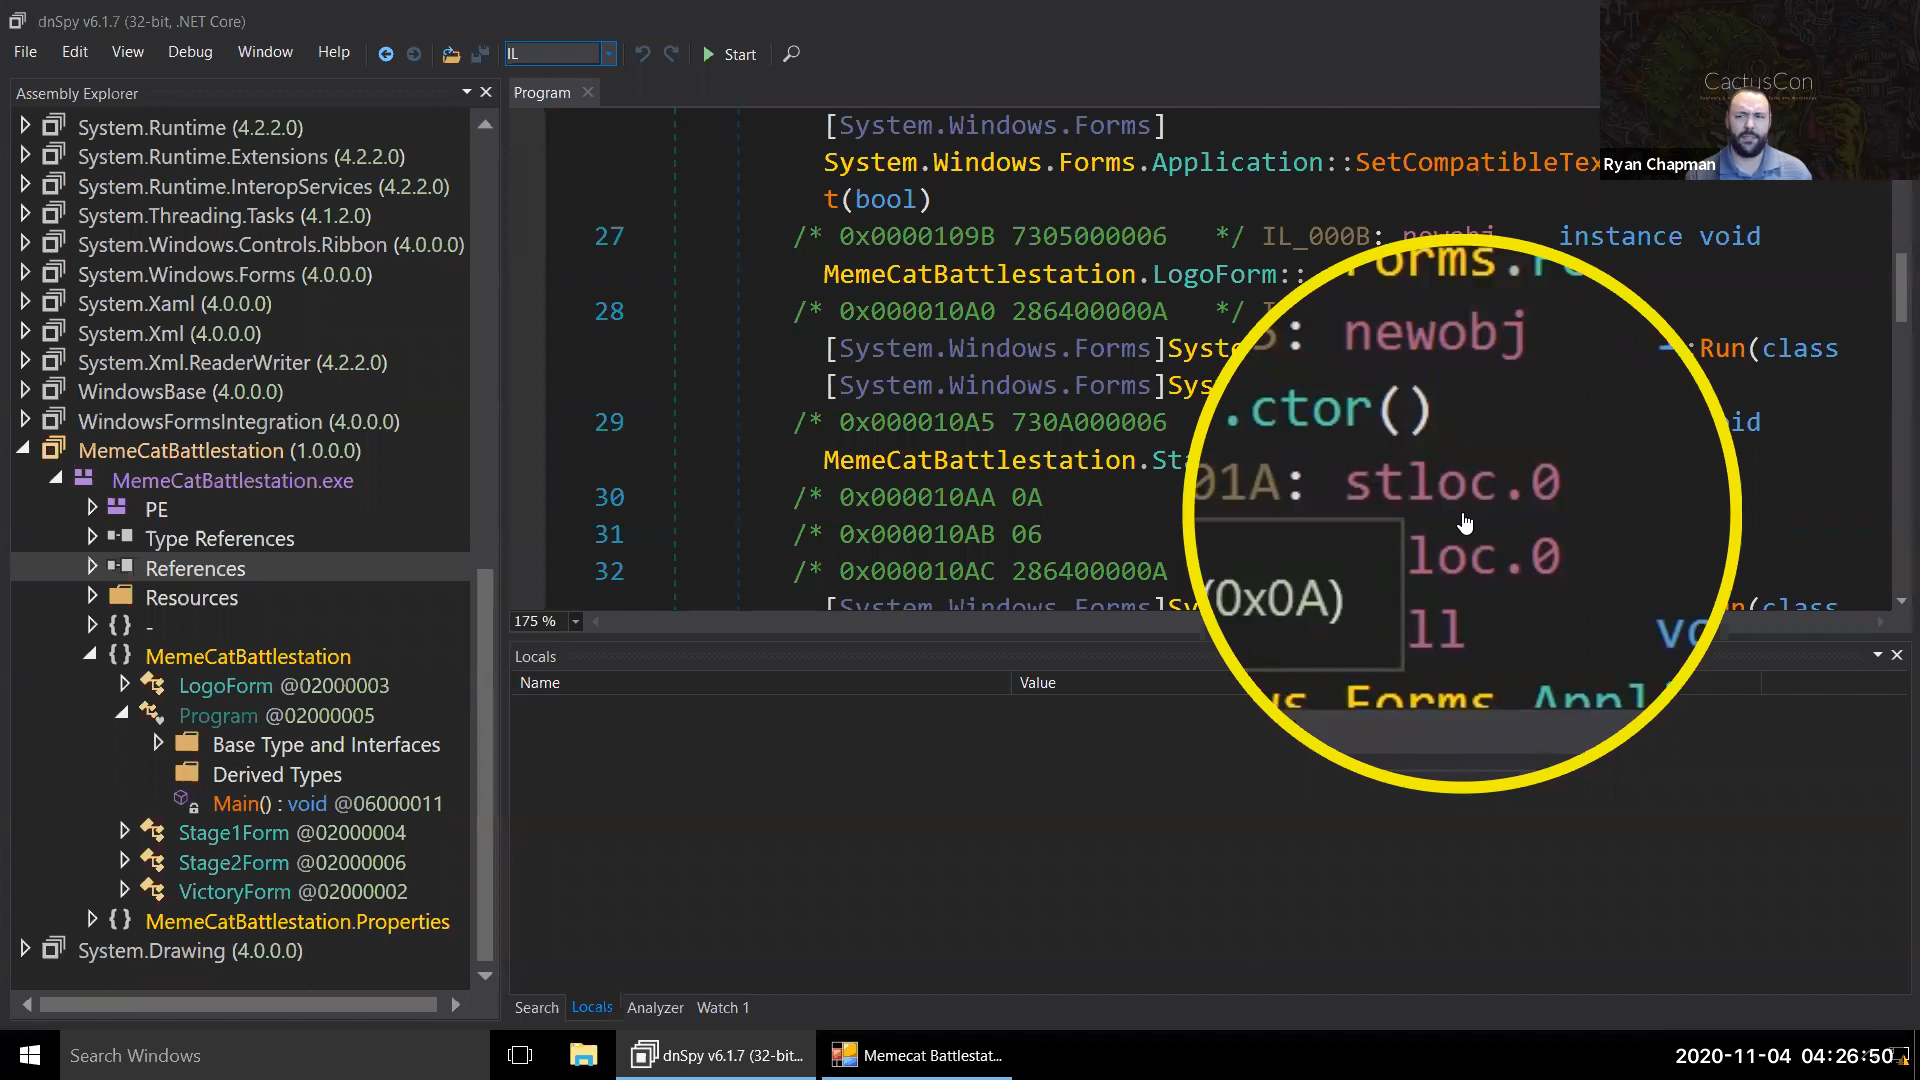 dnSpy v6.1.7 (32-bit, .NET Core)
File Edit View Debug Window Help IL Start
CactusCon
Ryan Chapman
Assembly Explorer
System.Runtime (4.2.2.0)
System.Runtime.Extensions (4.2.2.0)
System.Runtime.InteropServices (4.2.2.0)
System.Threading.Tasks (4.1.2.0)
System.Windows.Controls.Ribbon (4.0.0.0)
System.Windows.Forms (4.0.0.0)
System.Xaml (4.0.0.0)
System.Xml (4.0.0.0)
System.Xml.ReaderWriter (4.2.2.0)
WindowsBase (4.0.0.0)
WindowsFormsIntegration (4.0.0.0)
MemeCatBattlestation (1.0.0.0)
MemeCatBattlestation.exe
PE
Type References
References
Resources
{ } -
{ } MemeCatBattlestation
LogoForm @02000003
Program @02000005
Base Type and Interfaces
Derived Types
Main() : void @06000011
Stage1Form @02000004
Stage2Form @02000006
VictoryForm @02000002
{ } MemeCatBattlestation.Properties
System.Drawing (4.0.0.0)
Program
[System.Windows.Forms]
System.Windows.Forms.Application::SetCompatibleTex
t(bool)
27 /* 0x0000109B 7305000006 */ IL_000B: newobj instance void
MemeCatBattlestation.LogoForm::
28 /* 0x000010A0 286400000A */
[System.Windows.Forms]Syst :Run(class
[System.Windows.Forms]Sys
29 /* 0x000010A5 730A000006
MemeCatBattlestation.St
30 /* 0x000010AA 0A
31 /* 0x000010AB 06
32 /* 0x000010AC 286400000A
[System.Windows.Forms]Sy
: newobj
.ctor()
01A: stloc.0
loc.0
(0x0A)
ll
Forms
175 %
Locals
Name Value
Search Locals Analyzer Watch 1
Search Windows
dnSpy v6.1.7 (32-bit...
Memecat Battlestat...
2020-11-04 04:26:50